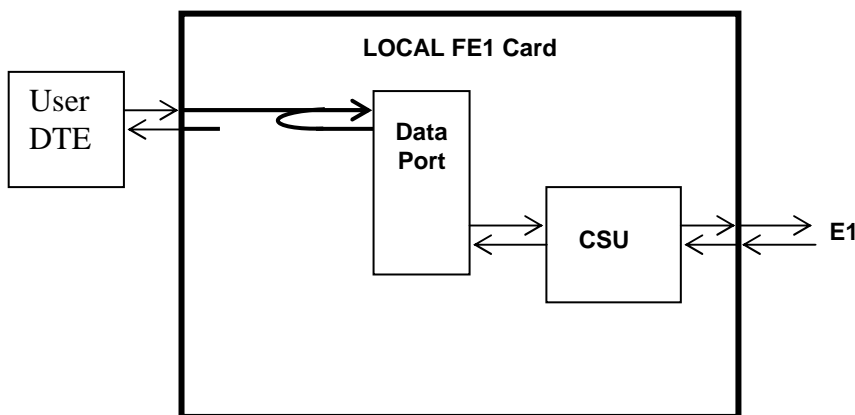 LOCAL FE1 Card
User
DTE
Data
Port
CSU
E1